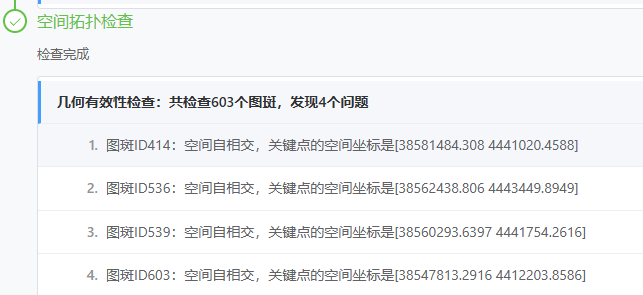 空间拓扑检查
检查完成
几何有效性检查：共检查603个图斑，发现4个问题
1. 图斑ID414：空间自相交，关键点的空间坐标是[38581484.308 4441020.4588]
2. 图斑ID536：空间自相交，关键点的空间坐标是[38562438.806 4443449.8949]
3. 图斑ID539：空间自相交，关键点的空间坐标是[38560293.6397 4441754.2616]
4. 图斑ID603：空间自相交，关键点的空间坐标是[38547813.2916 4412203.8586]